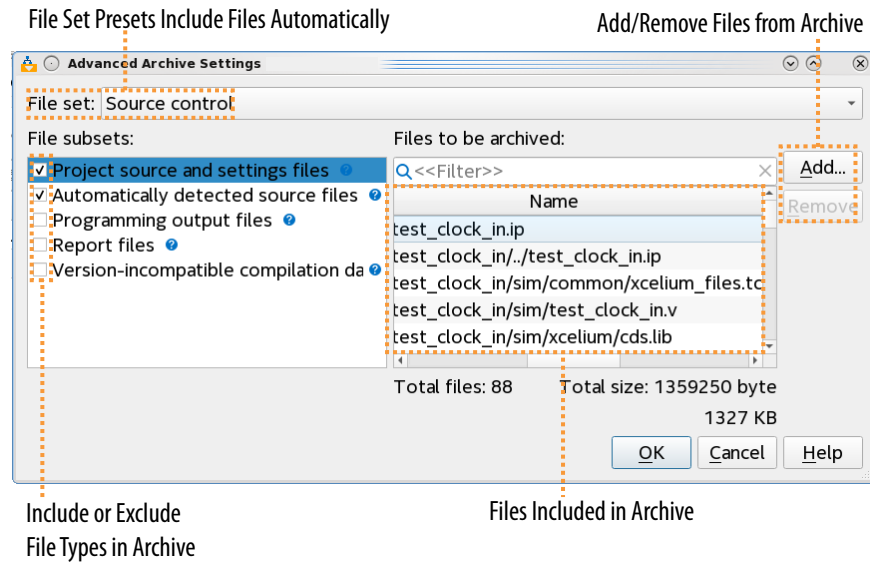 File Set Presets Include Files Automatically
Add/Remove Files from Archive
Advanced Archive Settings
File set: Source control
File subsets:
Files to be archived:
Project source and settings files
Automatically detected source files
Programming output files
Report files
Version-incompatible compilation da
<<Filter>>
Name
test_clock_in.ip
test_clock_in/../test_clock_in.ip
test_clock_in/sim/common/xcelium_files.tc
test_clock_in/sim/test_clock_in.v
test_clock_in/sim/xcelium/cds.lib
Add...
Remove
Total files: 88
Total size: 1359250 byte
1327 KB
OK
Cancel
Help
Include or Exclude
File Types in Archive
Files Included in Archive